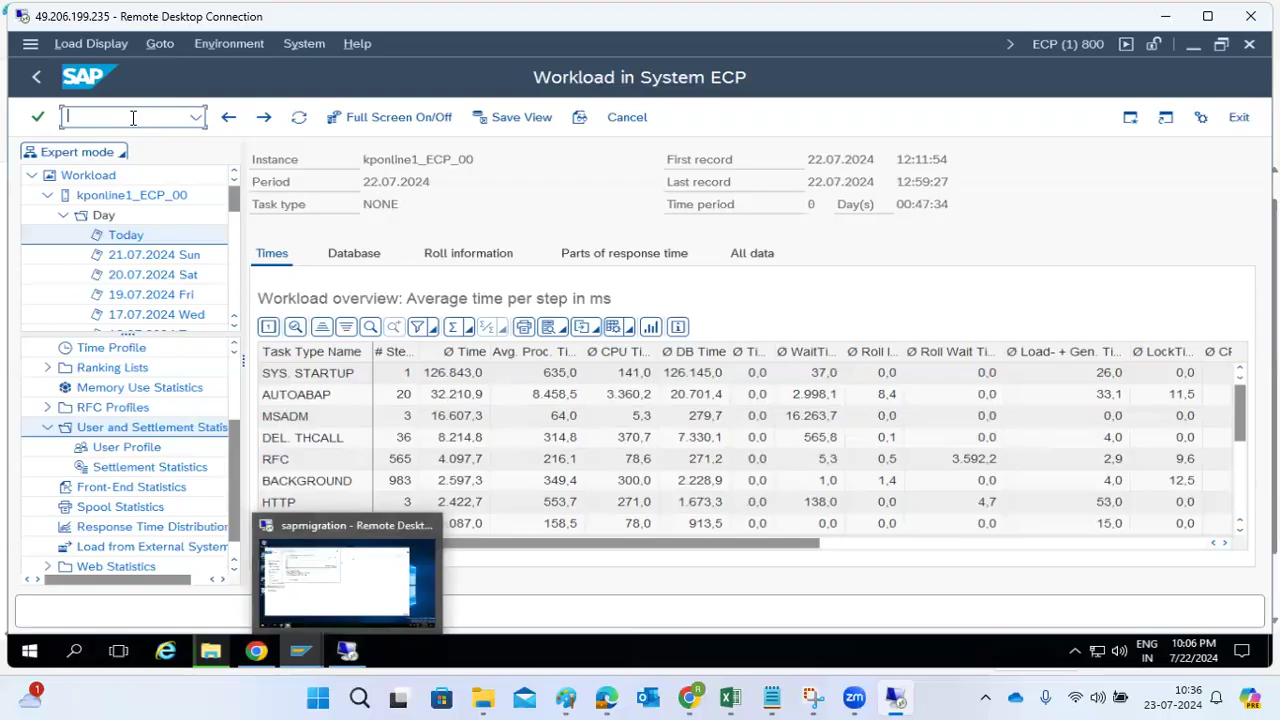 49.206.199.235 - Remote Desktop Connection
Load Display Goto Environment System Help ECP (1) 800
SAP Workload in System ECP
Full Screen On/Off Save View Cancel Exit
Expert mode
Workload
kponline1_ECP_00
Day
Today
21.07.2024 Sun
20.07.2024 Sat
19.07.2024 Fri
17.07.2024 Wed
Time Profile
Ranking Lists
Memory Use Statistics
RFC Profiles
User and Settlement Statis
User Profile
Settlement Statistics
Front-End Statistics
Spool Statistics
Response Time Distribution
Load from External System
Web Statistics
Instance kponline1_ECP_00 First record 22.07.2024 12:11:54
Period 22.07.2024 Last record 22.07.2024 12:59:27
Task type NONE Time period 0 Day(s) 00:47:34
Times Database Roll information Parts of response time All data
Workload overview: Average time per step in ms
Task Type Name # Ste... Ø Time Avg. Proc. Ti... Ø CPU Ti... Ø DB Time Ø Ti... Ø WaitTi... Ø Roll I... Ø Roll Wait Ti... Ø Load- + Gen. Ti... Ø LockTi... Ø CF
SYS. STARTUP 1 126.843,0 635,0 141,0 126.145,0 0,0 37,0 0,0 0,0 26,0 0,0
AUTOABAP 20 32.210,9 8.458,5 3.360,2 20.701,4 0,0 2.998,1 8,4 0,0 33,1 11,5
MSADM 3 16.607,3 64,0 5,3 279,7 0,0 16.263,7 0,0 0,0 0,0 0,0
DEL. THCALL 36 8.214,8 314,8 370,7 7.330,1 0,0 565,8 0,1 0,0 4,0 0,0
RFC 565 4.097,7 216,1 78,6 271,2 0,0 5,3 0,5 3.592,2 2,9 9,6
BACKGROUND 983 2.597,3 349,4 300,0 2.228,9 0,0 1,0 1,4 0,0 4,0 12,5
HTTP 3 2.422,7 553,7 271,0 1.673,3 0,0 138,0 0,0 4,7 53,0 0,0
.087,0 158,5 78,0 913,5 0,0 0,0 0,0 0,0 15,0 0,0
sapmigration - Remote Deskt...
ENG
IN
10:06 PM
7/22/2024
1
10:36
23-07-2024
zm
PRE